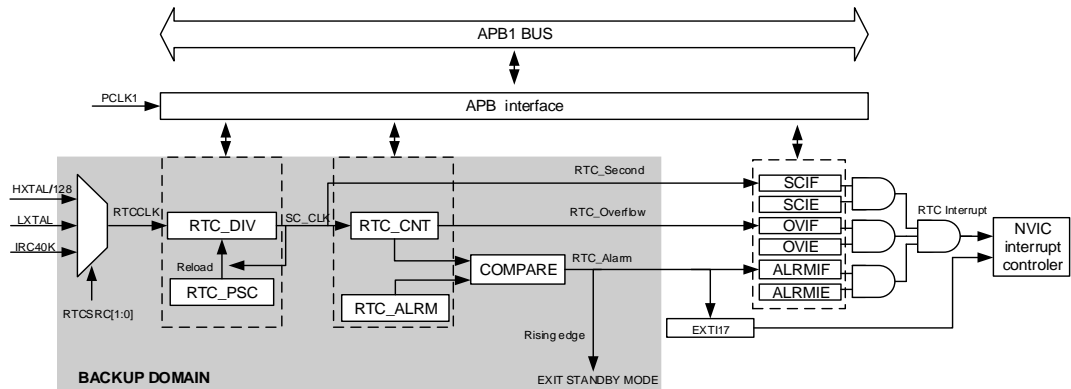 APB1 BUS
PCLK1
APB interface
HXTAL/128
LXTAL
IRC40K
RTCSRC[1:0]
RTCCLK
RTC_DIV
SC_CLK
Reload
RTC_PSC
RTC_CNT
RTC_ALRM
COMPARE
RTC_Second
RTC_Overflow
RTC_Alarm
Rising edge
EXIT STANDBY MODE
BACKUP DOMAIN
SCIF
SCIE
OVIF
OVIE
ALRMIF
ALRMIE
EXTI17
RTC Interrupt
NVIC
interrupt
controler